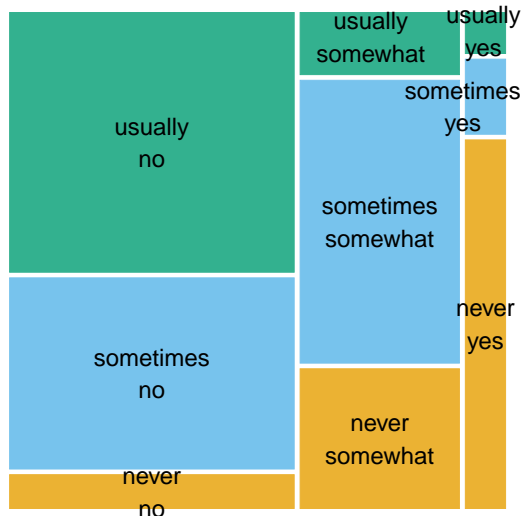 usually
no
sometimes
no
never
no
usually
somewhat
sometimes
somewhat
never
somewhat
usually
yes
sometimes
yes
never
yes